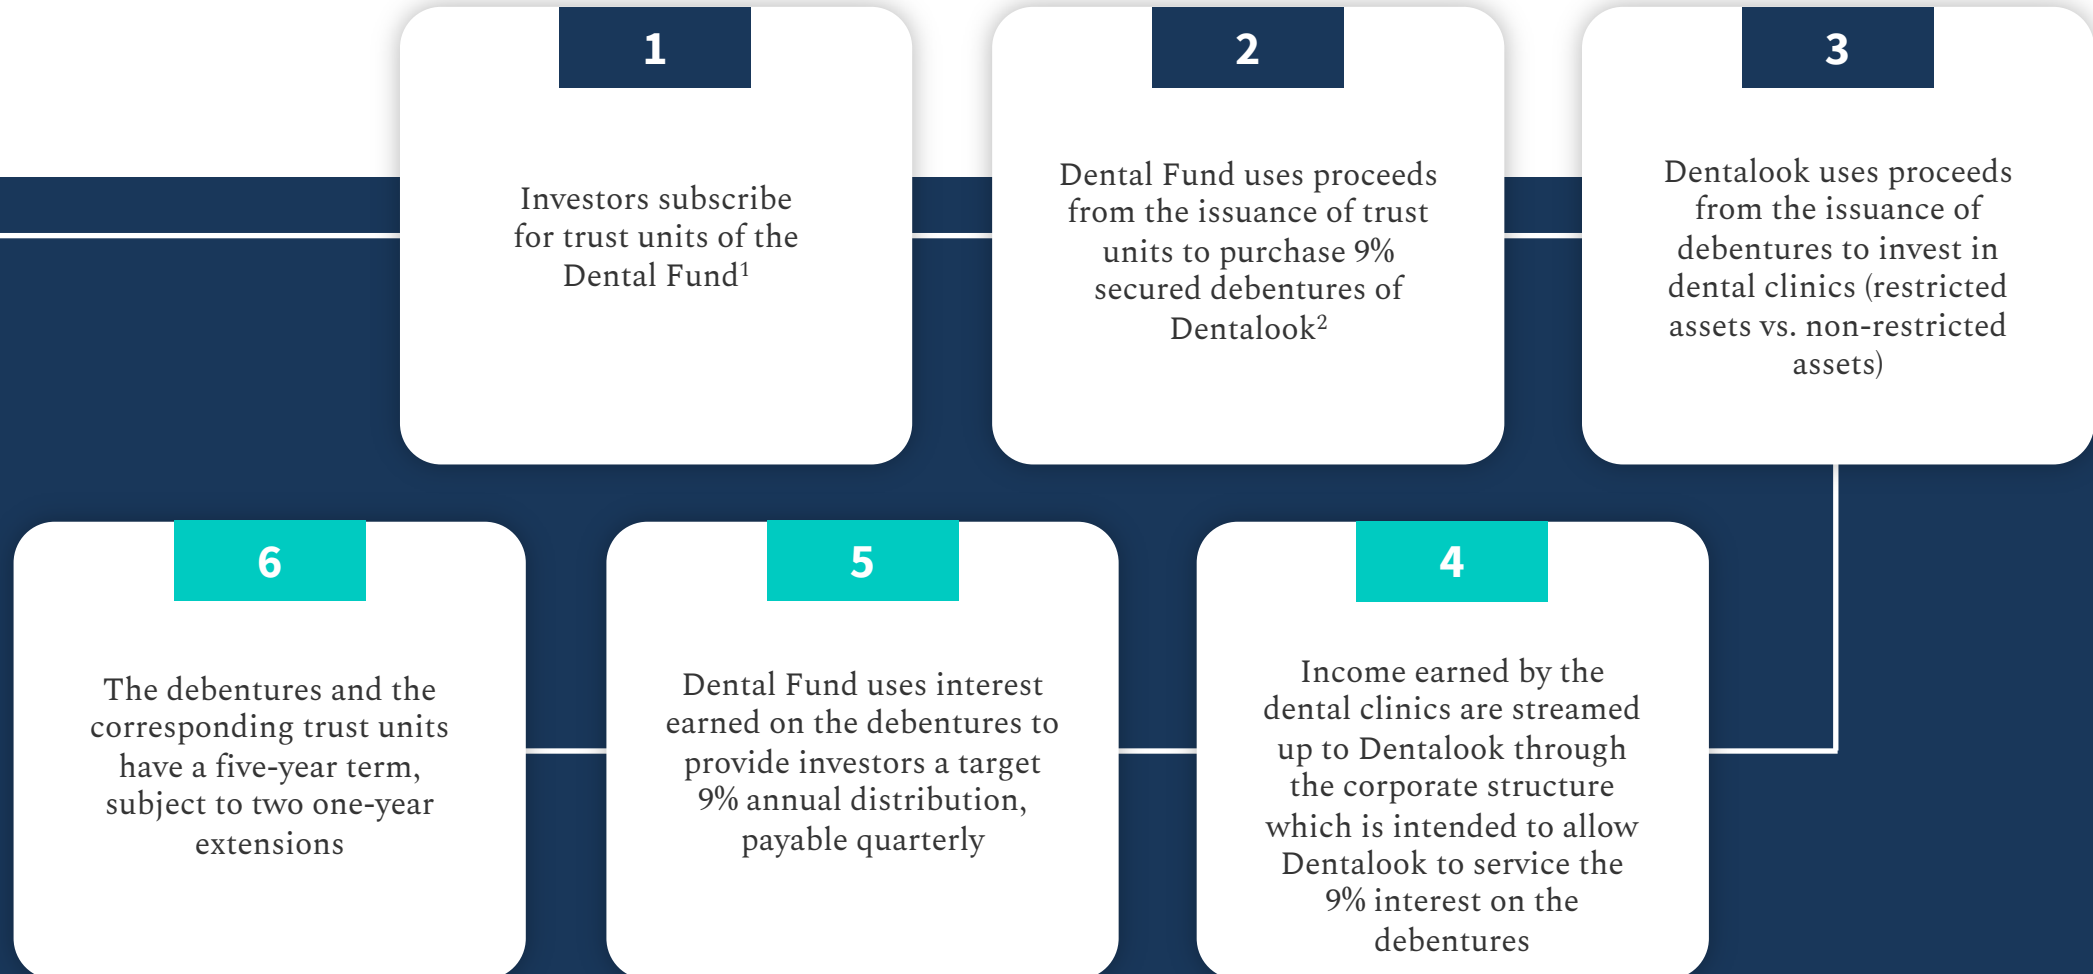 1
Investors subscribe
for trust units of the
Dental Fund¹
2
Dental Fund uses proceeds
from the issuance of trust
units to purchase 9%
secured debentures of
Dentalook²
3
Dentalook uses proceeds
from the issuance of
debentures to invest in
dental clinics (restricted
assets vs. non-restricted
assets)
4
Income earned by the
dental clinics are streamed
up to Dentalook through
the corporate structure
which is intended to allow
Dentalook to service the
9% interest on the
debentures
5
Dental Fund uses interest
earned on the debentures to
provide investors a target
9% annual distribution,
payable quarterly
6
The debentures and the
corresponding trust units
have a five-year term,
subject to two one-year
extensions